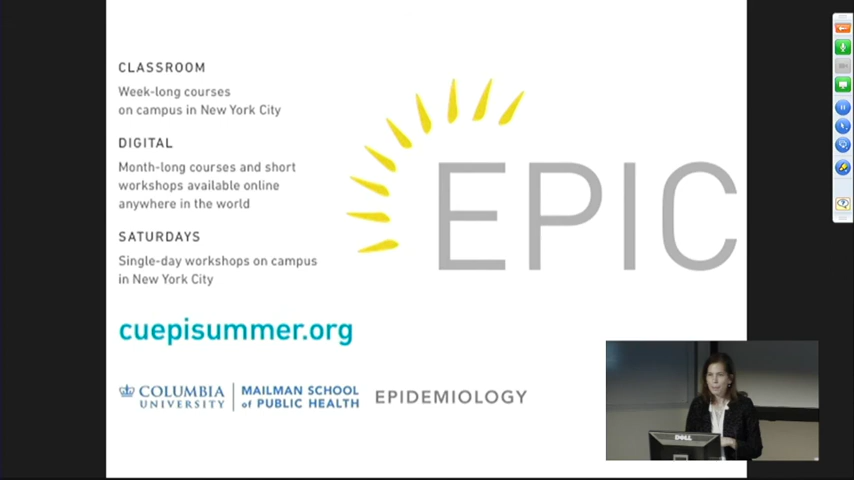 CLASSROOM
Week-long courses
on campus in New York City
DIGITAL
Month-long courses and short
workshops available online
anywhere in the world
SATURDAYS
Single-day workshops on campus
in New York City
EPIC
cuepisummer.org
COLUMBIA
UNIVERSITY
MAILMAN SCHOOL
of PUBLIC HEALTH
EPIDEMIOLOGY
DELL